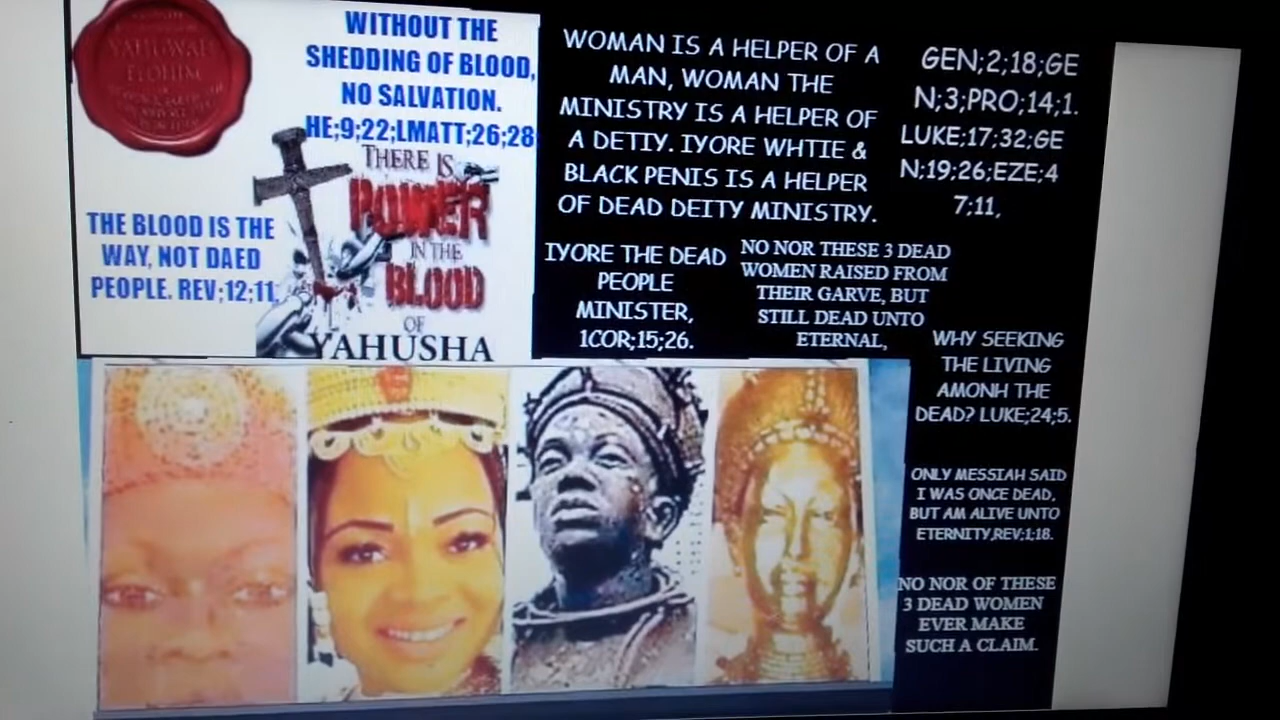 YAHUWAH
ELOHIM
WITHOUT THE
SHEDDING OF BLOOD,
NO SALVATION.
HE;9;22;LMATT;26;28
THERE IS
POWER
IN THE
BLOOD
OF
YAHUSHA
THE BLOOD IS THE
WAY, NOT DAED
PEOPLE. REV;12;11,
WOMAN IS A HELPER OF A
MAN, WOMAN THE
MINISTRY IS A HELPER OF
A DETTY. IYORE WHTIE &
BLACK PENIS IS A HELPER
OF DEAD DEITY MINISTRY.
GEN;2;18;GE
N;3;PRO;14;1.
LUKE;17;32;GE
N;19;26;EZE;4
7;11,
IYORE THE DEAD
PEOPLE
MINISTER,
1COR;15;26.
NO NOR THESE 3 DEAD
WOMEN RAISED FROM
THEIR GARVE, BUT
STILL DEAD UNTO
ETERNAL,
WHY SEEKING
THE LIVING
AMONH THE
DEAD? LUKE;24;5.
ONLY MESSIAH SAID
I WAS ONCE DEAD,
BUT AM ALIVE UNTO
ETERNITY,REV;1;18.
NO NOR OF THESE
3 DEAD WOMEN
EVER MAKE
SUCH A CLAIM.